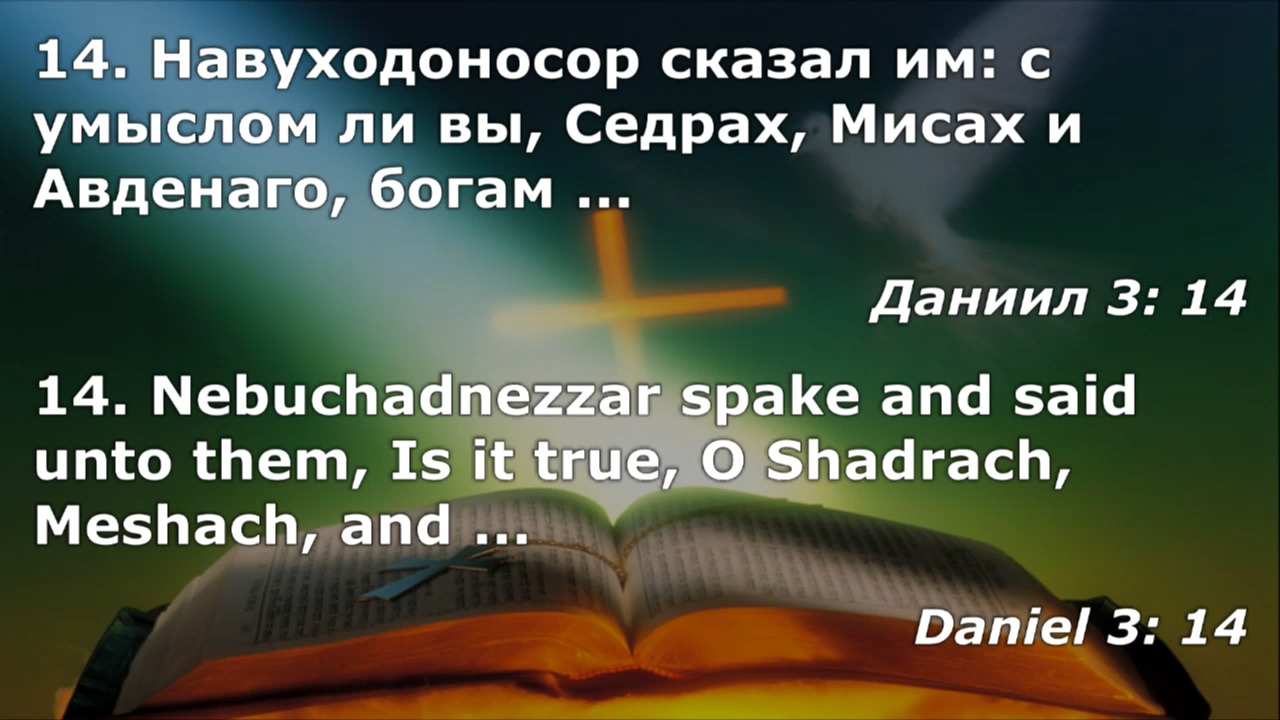 14. Навуходоносор сказал им: с
умыслом ли вы, Седрах, Мисах и
Авденаго, богам ...
Даниил 3: 14
14. Nebuchadnezzar spake and said
unto them, Is it true, O Shadrach,
Meshach, and ...
Daniel 3: 14